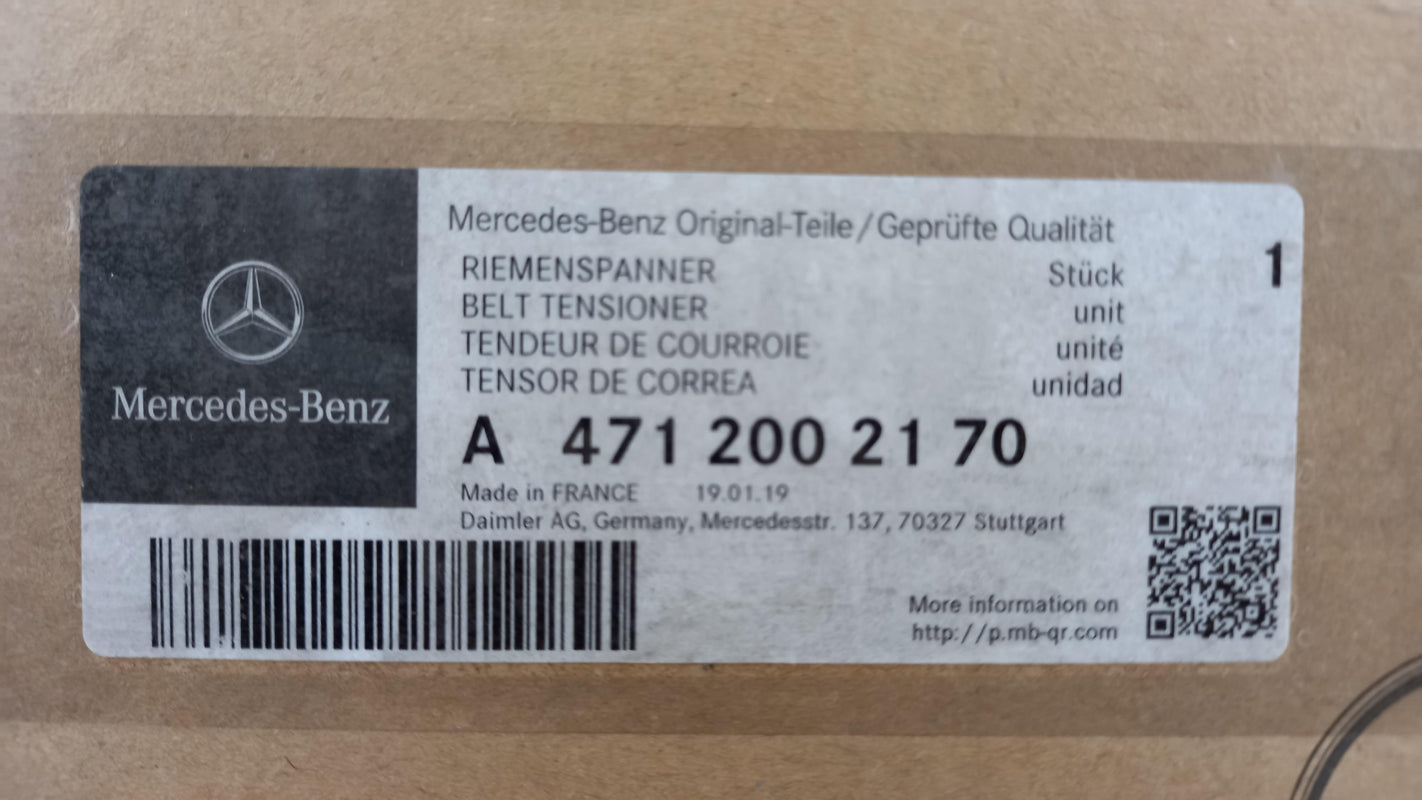 Mercedes-Benz
Mercedes-Benz Original-Teile/Geprüfte Qualität
RIEMENSPANNER Stück 1
BELT TENSIONER unit
TENDEUR DE COURROIE unité
TENSOR DE CORREA unidad
A 471 200 21 70
Made in FRANCE 19.01.19
Daimler AG, Germany, Mercedesstr. 137, 70327 Stuttgart
More information on
http://p.mb-qr.com